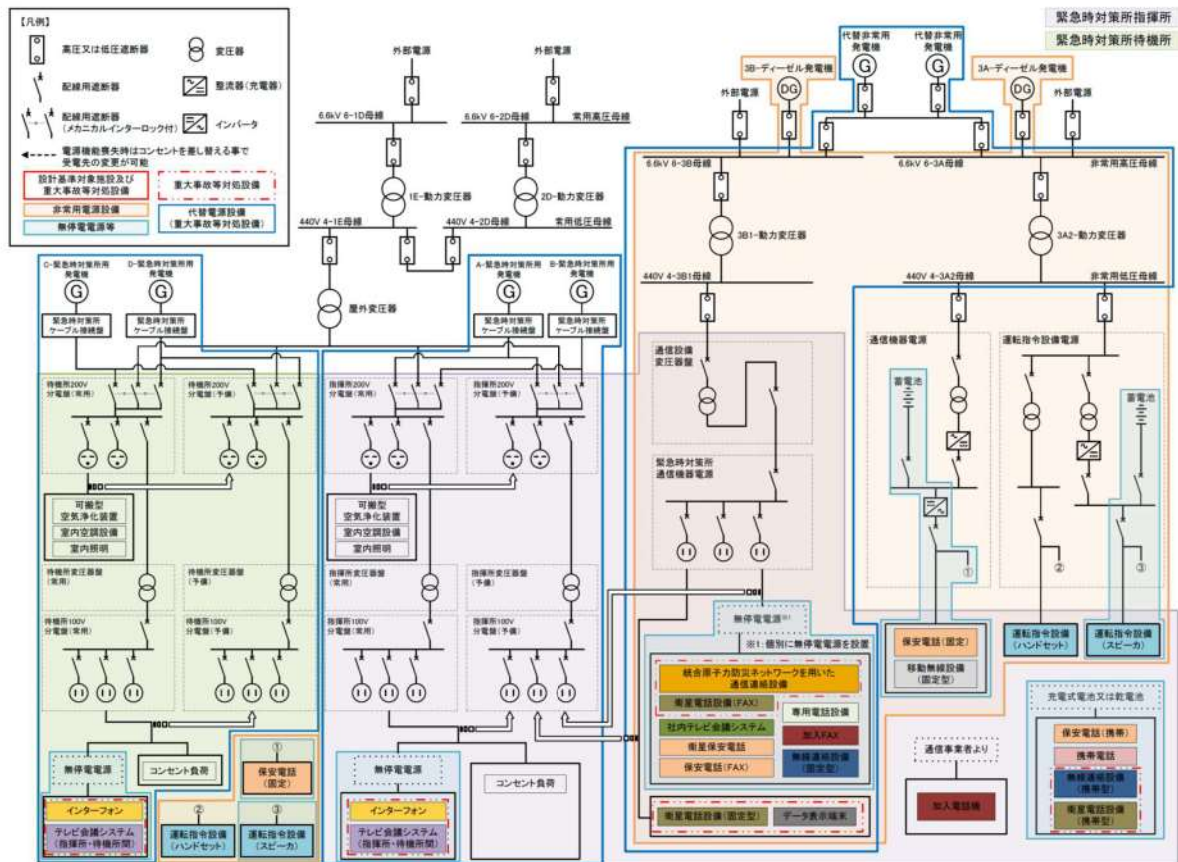 【凡例】
高圧又は低圧遮断器
変圧器
配線用遮断器
整流器(充電器)
配線用遮断器
(メカニカルインターロック付)
インバータ
電源機能喪失時はコンセントを差し替える事で
受電先の変更が可能
設計基準対象施設及び
重大事故等対処設備
重大事故等対処設備
非常用電源設備
無停電電源等
代替電源設備
(重大事故等対処設備)
緊急時対策所指揮所
緊急時対策所待機所
外部電源
外部電源
6.6kV 6-1D母線
6.6kV 6-2D母線
常用高圧母線
1E-動力変圧器
2D-動力変圧器
440V 4-1E母線
440V 4-2D母線
常用低圧母線
屋外変圧器
代替非常用
発電機
G
代替非常用
発電機
G
3B-ディーゼル発電機
DG
3A-ディーゼル発電機
DG
外部電源
外部電源
6.6kV 6-3B母線
6.6kV 6-3A母線
非常用高圧母線
3B1-動力変圧器
3A2-動力変圧器
440V 4-3B1母線
440V 4-3A2母線
非常用低圧母線
C-緊急時対策所用
発電機
G
D-緊急時対策所用
発電機
G
緊急時対策所
ケーブル接続盤
緊急時対策所
ケーブル接続盤
A-緊急時対策所用
発電機
G
B-緊急時対策所用
発電機
G
緊急時対策所
ケーブル接続盤
緊急時対策所
ケーブル接続盤
待機所200V
分電盤(常用)
待機所200V
分電盤(予備)
指揮所200V
分電盤(常用)
指揮所200V
分電盤(予備)
可搬型
空気浄化装置
室内空調設備
室内照明
可搬型
空気浄化装置
室内空調設備
室内照明
待機所変圧器盤
(常用)
待機所変圧器盤
(予備)
指揮所変圧器盤
(常用)
指揮所変圧器盤
(予備)
待機所100V
分電盤(常用)
待機所100V
分電盤(予備)
指揮所100V
分電盤(常用)
指揮所100V
分電盤(予備)
無停電電源
コンセント負荷
インターフォン
テレビ会議システム
(指揮所・待機所間)
①
保安電話
(固定)
②
運転指令設備
(ハンドセット)
③
運転指令設備
(スピーカ)
無停電電源
コンセント負荷
インターフォン
テレビ会議システム
(指揮所・待機所間)
通信設備
変圧器盤
緊急時対策所
通信機器電源
通信機器電源
蓄電池
①
運転指令設備電源
蓄電池
②
③
無停電電源※1
※1:個別に無停電電源を設置
統合原子力防災ネットワークを用いた
通信連絡設備
衛星電話設備(FAX)
専用電話設備
社内テレビ会議システム
加入FAX
衛星保安電話
保安電話(FAX)
無線連絡設備
(固定型)
衛星電話設備(固定型)
データ表示端末
保安電話(固定)
移動無線設備
(固定型)
運転指令設備
(ハンドセット)
運転指令設備
(スピーカ)
通信事業者より
加入電話機
充電式電池又は乾電池
保安電話(携帯)
携帯電話
無線連絡設備
(携帯型)
衛星電話設備
(携帯型)